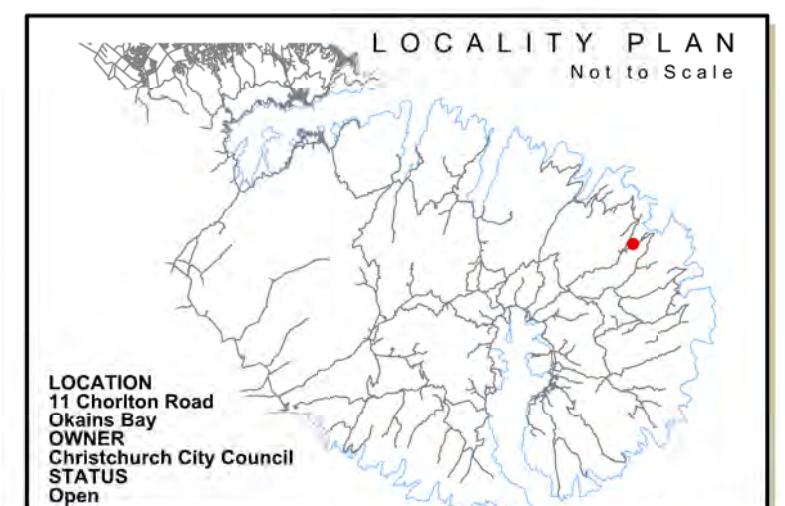 LOCALITY PLAN
Not to Scale
LOCATION
11 Chorlton Road
Okains Bay
OWNER
Christchurch City Council
STATUS
Open